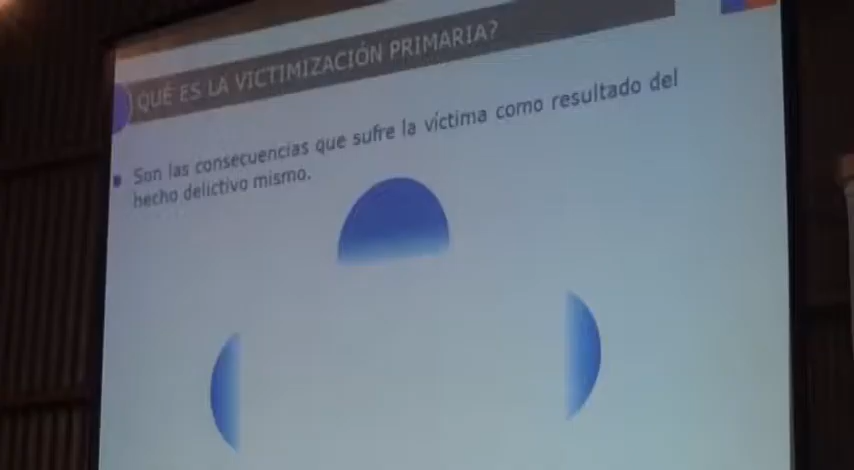 QUÉ ES LA VICTIMIZACIÓN PRIMARIA?
Son las consecuencias que sufre la víctima como resultado del
hecho delictivo mismo.